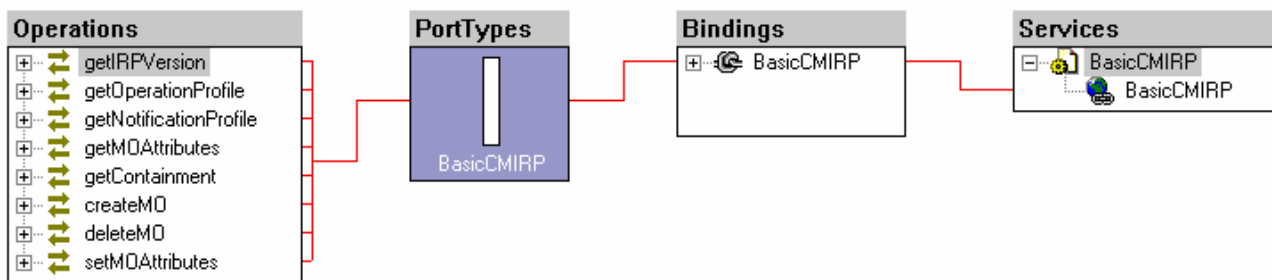 Operations
getIRPVersion
getOperationProfile
getNotificationProfile
getMOAttributes
getContainment
createMO
deleteMO
setMOAttributes
PortTypes
BasicCMIRP
Bindings
BasicCMIRP
Services
BasicCMIRP
BasicCMIRP